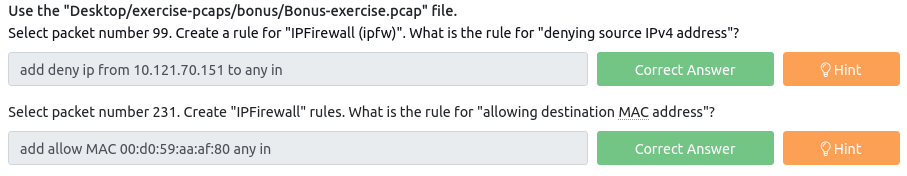 Use the "Desktop/exercise-pcaps/bonus/Bonus-exercise.pcap" file.
Select packet number 99. Create a rule for "IPFirewall (ipfw)". What is the rule for "denying source IPv4 address"?
add deny ip from 10.121.70.151 to any in
Correct Answer
Hint
Select packet number 231. Create "IPFirewall" rules. What is the rule for "allowing destination MAC address"?
add allow MAC 00:d0:59:aa:af:80 any in
Correct Answer
Hint